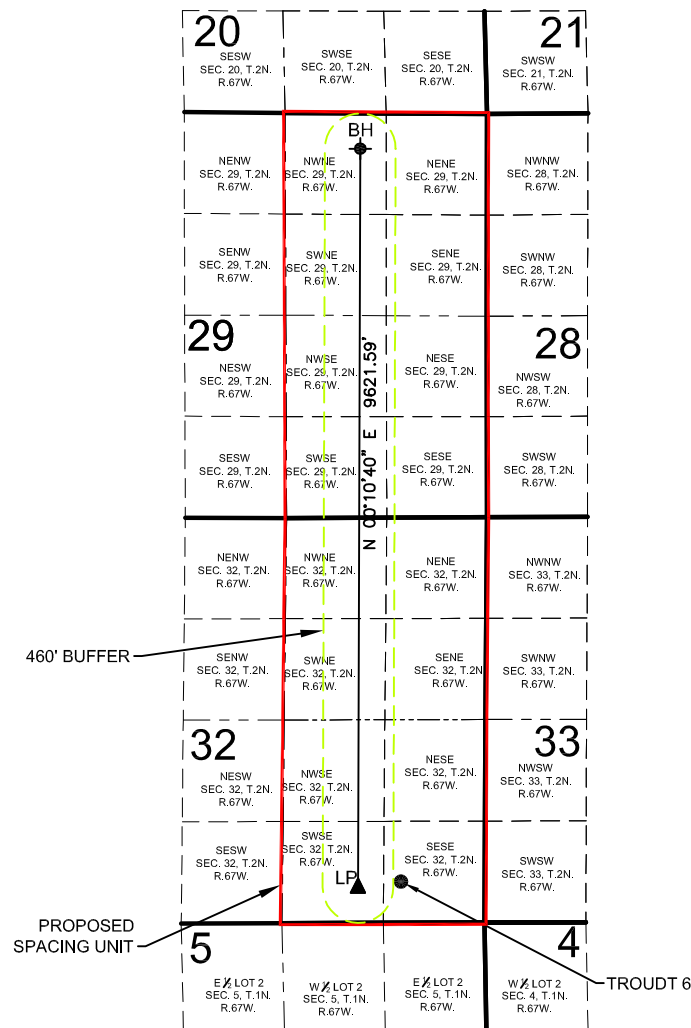 20
SESW
SEC. 20, T.2N.
R.67W.
SWSE
SEC. 20, T.2N.
R.67W.
SESE
SEC. 20, T.2N.
R.67W.
21
SWSW
SEC. 21, T.2N.
R.67W.
BH
NENW
SEC. 29, T.2N.
R.67W.
NWNE
SEC. 29, T.2N.
R.67W.
NENE
SEC. 29, T.2N.
R.67W.
NWNW
SEC. 28, T.2N.
R.67W.
SENW
SEC. 29, T.2N.
R.67W.
SWNE
SEC. 29, T.2N.
R.67W.
SENE
SEC. 29, T.2N.
R.67W.
SWNW
SEC. 28, T.2N.
R.67W.
29
NESW
SEC. 29, T.2N.
R.67W.
NWSE
SEC. 29, T.2N.
R.67W.
N 00°10'40" E 9621.59'
NESE
SEC. 29, T.2N.
R.67W.
28
NWSW
SEC. 28, T.2N.
R.67W.
SESW
SEC. 29, T.2N.
R.67W.
SWSE
SEC. 29, T.2N.
R.67W.
SESE
SEC. 29, T.2N.
R.67W.
SWSW
SEC. 28, T.2N.
R.67W.
NENW
SEC. 32, T.2N.
R.67W.
NWNE
SEC. 32, T.2N.
R.67W.
NENE
SEC. 32, T.2N.
R.67W.
NWNW
SEC. 33, T.2N.
R.67W.
460' BUFFER
SENW
SEC. 32, T.2N.
R.67W.
SWNE
SEC. 32, T.2N.
R.67W.
SENE
SEC. 32, T.2N.
R.67W.
SWNW
SEC. 33, T.2N.
R.67W.
32
NESW
SEC. 32, T.2N.
R.67W.
NWSE
SEC. 32, T.2N.
R.67W.
NESE
SEC. 32, T.2N.
R.67W.
33
NWSW
SEC. 33, T.2N.
R.67W.
SESW
SEC. 32, T.2N.
R.67W.
SWSE
SEC. 32, T.2N.
R.67W.
LP
SESE
SEC. 32, T.2N.
R.67W.
SWSW
SEC. 33, T.2N.
R.67W.
PROPOSED
SPACING UNIT
5
E ½ LOT 2
SEC. 5, T.1N.
R.67W.
W ½ LOT 2
SEC. 5, T.1N.
R.67W.
E ½ LOT 2
SEC. 5, T.1N.
R.67W.
4
W ½ LOT 2
SEC. 4, T.1N.
R.67W.
TROUDT 6